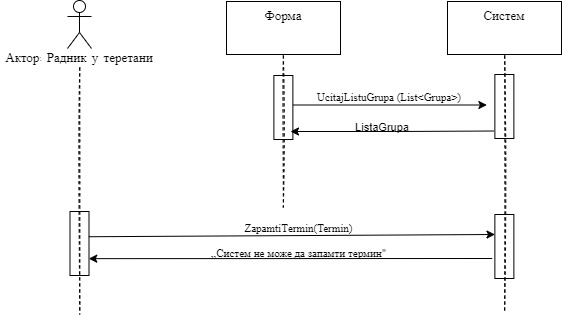 Форма
Систем
Актор: Радник у теретани
UcitajListuGrupa (List<Grupa>)
ListaGrupa
ZapamtiTermin(Termin)
„Систем не може да запамти термин"